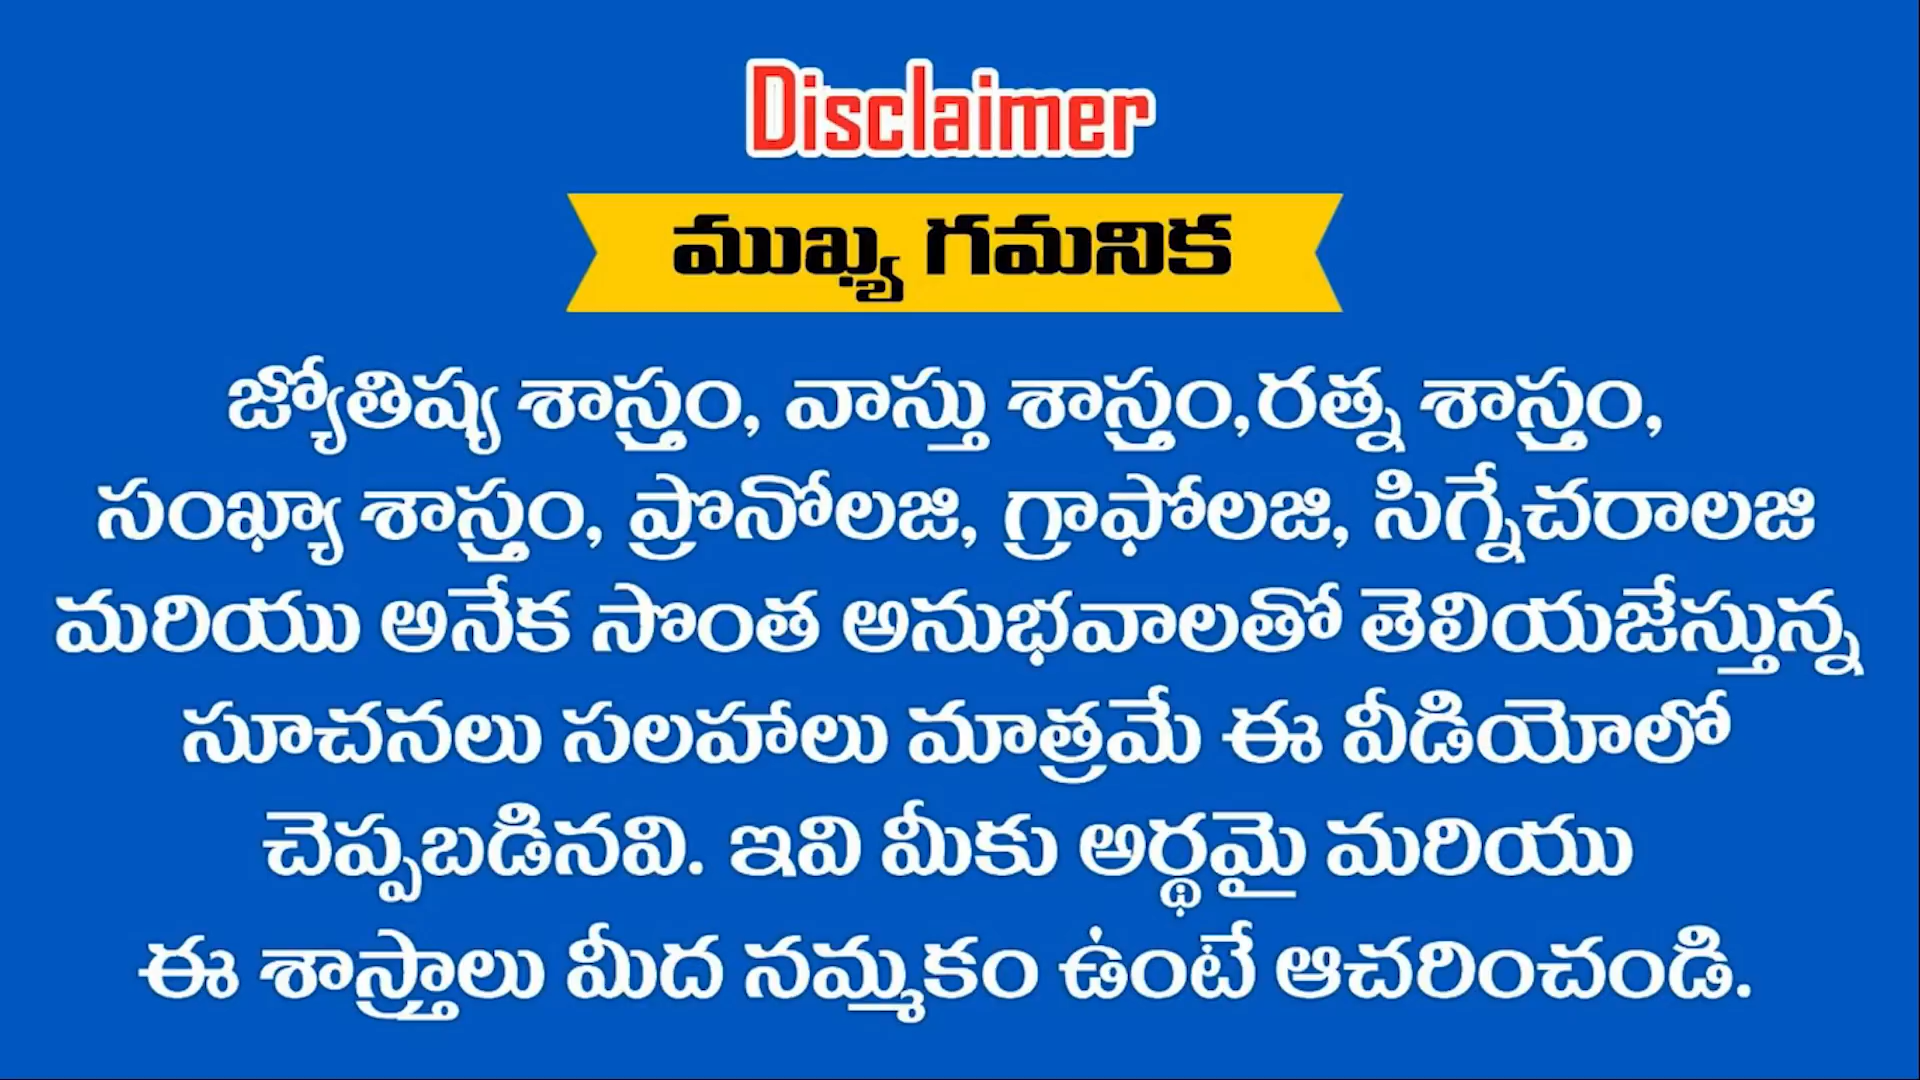 Disclaimer
ముఖ్య గమనిక
జ్యోతిష్య శాస్త్రం, వాస్తు శాస్త్రం,రత్న శాస్త్రం,
సంఖ్యా శాస్త్రం, ప్రొనోలజి, గ్రాఫోలజి, సిగ్నేచరాలజి
మరియు అనేక సొంత అనుభవాలతో తెలియజేస్తున్న
సూచనలు సలహాలు మాత్రమే ఈ వీడియోలో
చెప్పబడినవి. ఇవి మీకు అర్థమై మరియు
ఈ శాస్త్రాలు మీద నమ్మకం ఉంటే ఆచరించండి.